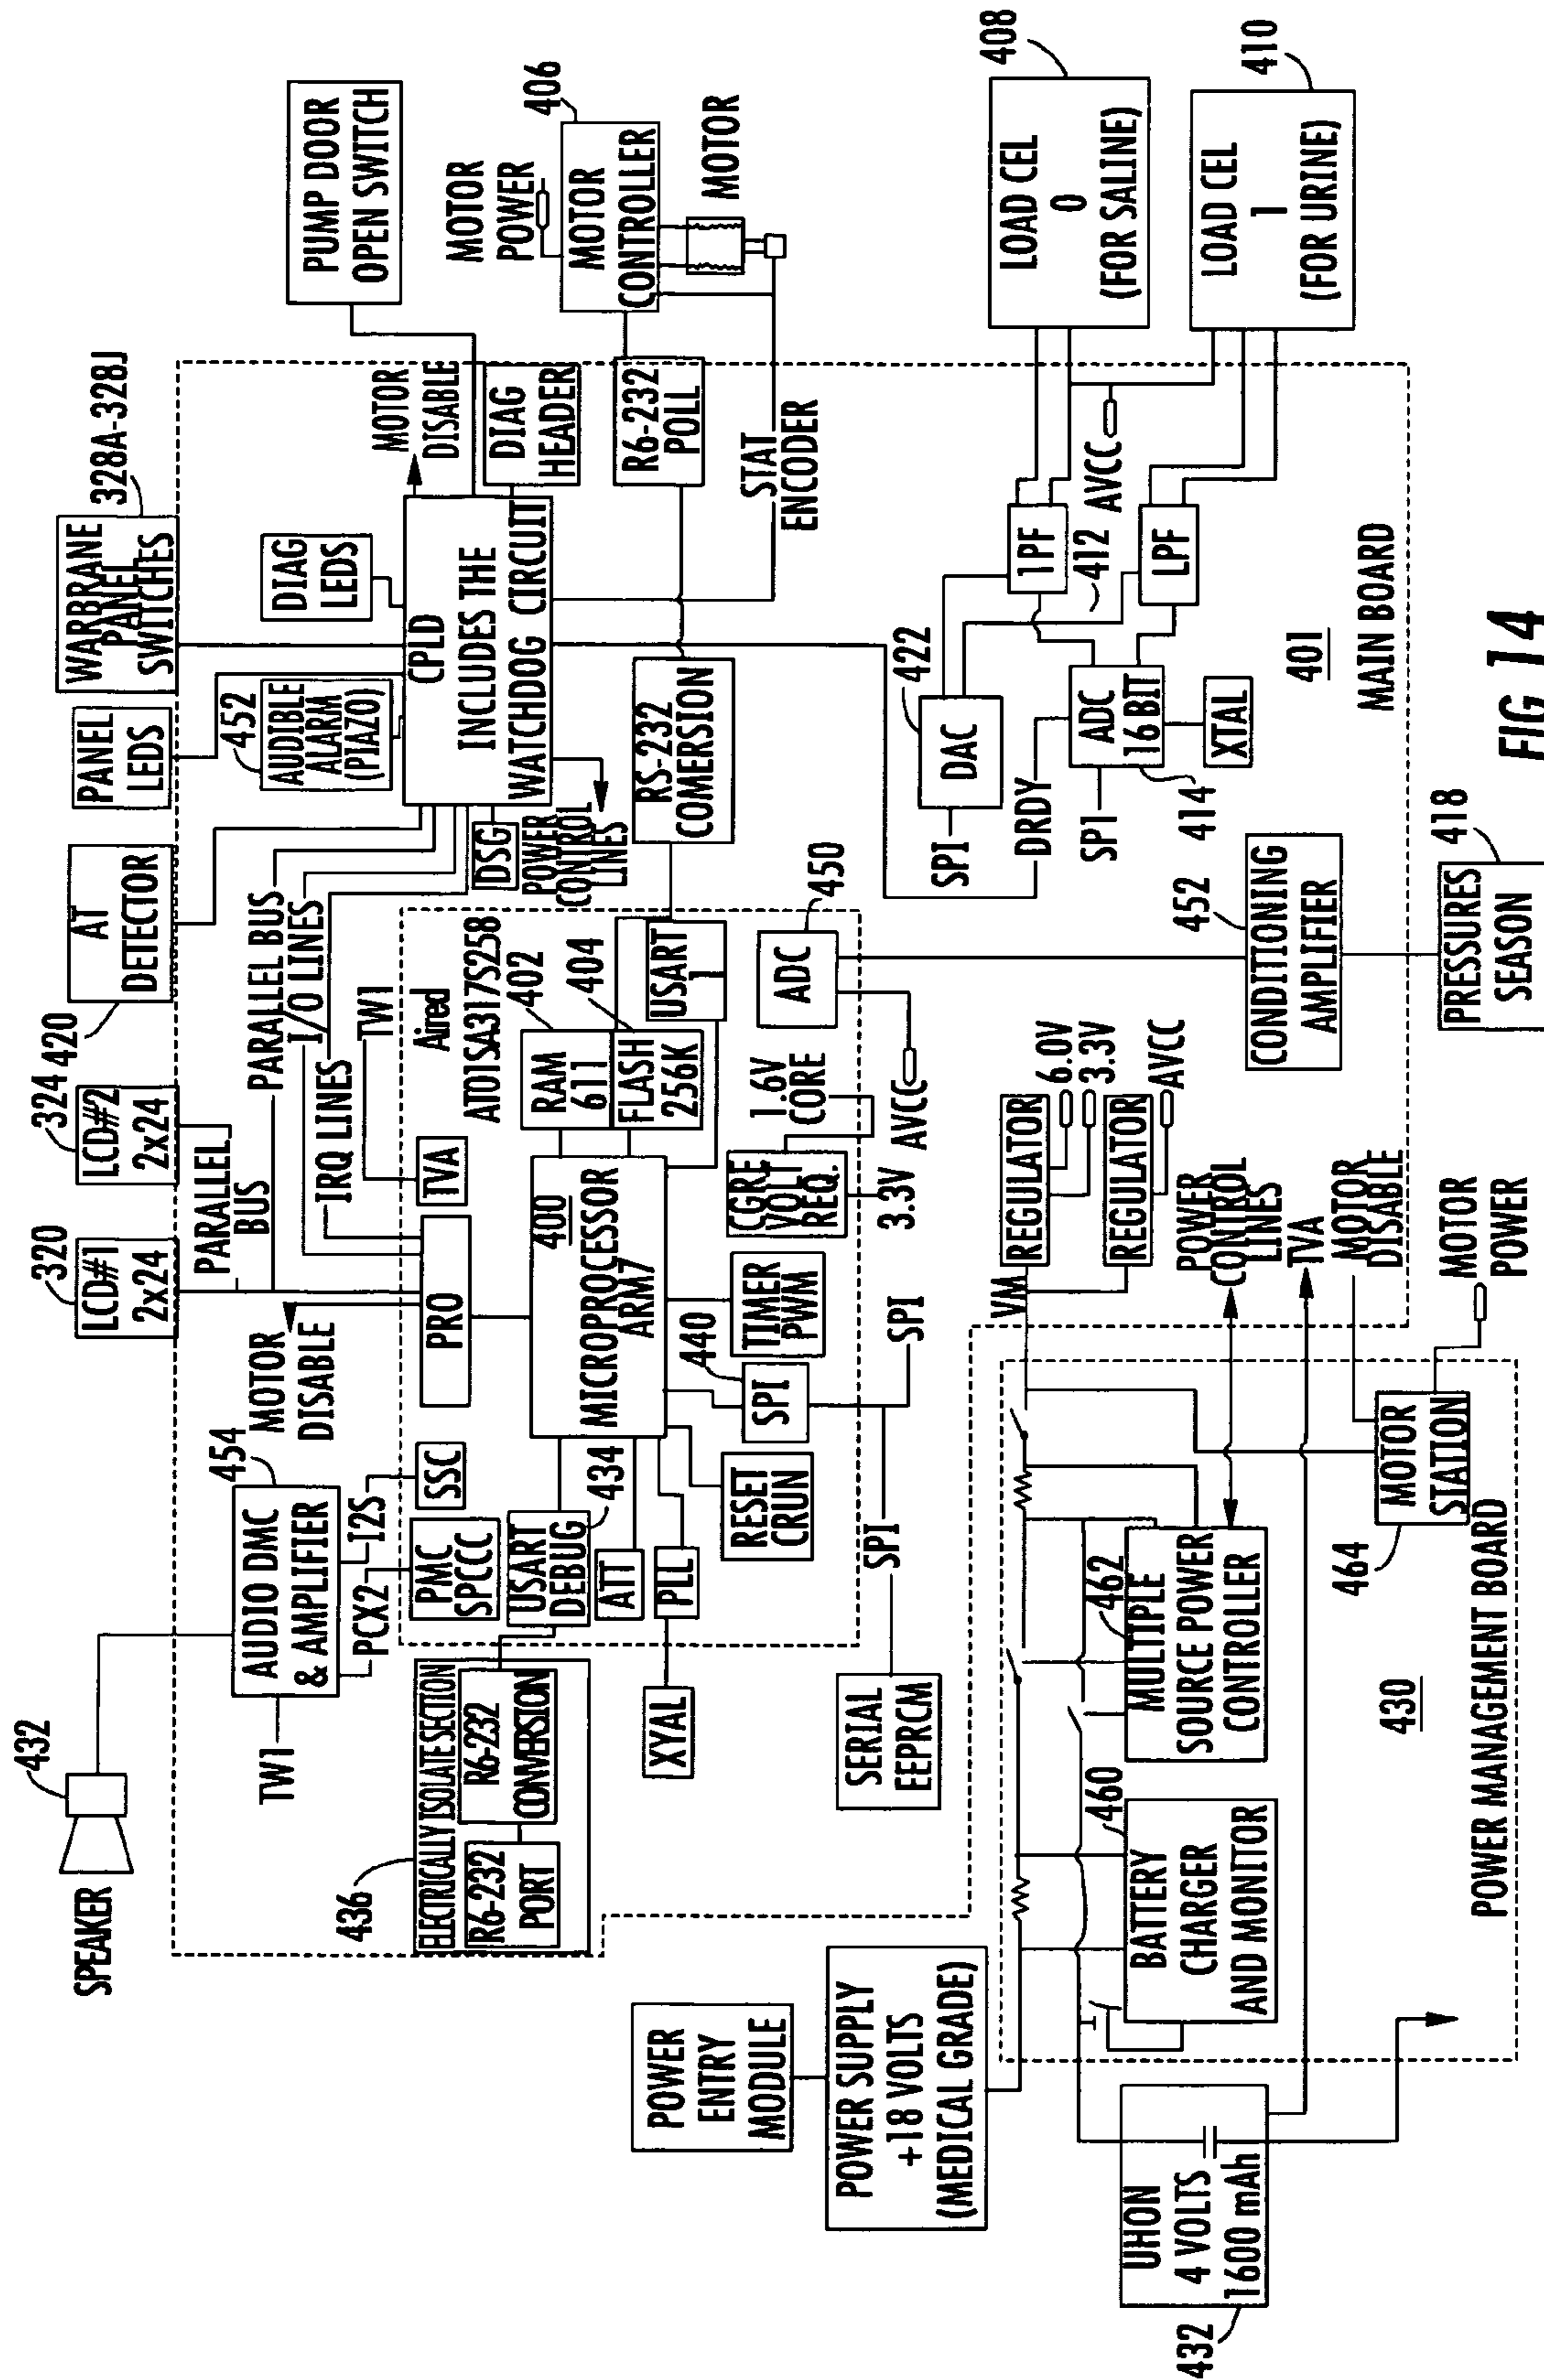 SPEAKER
432
TW1
AUDIO DMC
& AMPLIFIER
454
PCX2
I2S
MOTOR
DISABLE
320
LCD#1
2x24
324
LCD#2
2x24
PARALLEL
BUS
420
AT
DETECTOR
PANEL
LEDS
WARBRANE
PANEL
SWITCHES
328A-328J
PARALLEL BUS
I/O LINES
IRQ LINES
TW1
452
AUDIBLE
ALARM
(PIAZO)
DIAG
LEDS
CPLD
INCLUDES THE
WATCHDOG CIRCUIT
MOTOR
DISABLE
DIAG
HEADER
PUMP DOOR
OPEN SWITCH
MOTOR
POWER
406
MOTOR
CONTROLLER
MOTOR
R6-232
POLL
STAT
ENCODER
DSG
POWER
CONTROL
LINES
RS-232
COMERSION
436
ELECTRICALLY ISOLATE SECTION
R6-232
PORT
R6-232
CONVERSION
PMC
SPCCC
SSC
USART
DEBUG
434
ATT
PLL
XYAL
RESET
CRUN
PRO
TVA
Aired
AT01SA317S258
400
MICROPROCESSOR
ARM7
RAM
611
402
FLASH
256K
404
USART
1
440
SPI
TIMER
PWM
CGRE
VOLT
REQ.
1.6V
CORE
3.3V
AVCC
ADC
450
SPI
SPI
SERIAL
EEPRCM
SPI
DAC
422
DRDY
SP1
ADC
16 BIT
414
XTAL
1PF
412
LPF
AVCC
LOAD CEL
0
(FOR SALINE)
408
LOAD CEL
1
(FOR URINE)
410
401
MAIN BOARD
452
CONDITIONING
AMPLIFIER
PRESSURES
SEASON
418
POWER
ENTRY
MODULE
POWER SUPPLY
+18 VOLTS
(MEDICAL GRADE)
UHON
4 VOLTS
1600 mAh
432
460
BATTERY
CHARGER
AND MONITOR
462
MULTIPLE
SOURCE POWER
CONTROLLER
VM
REGULATOR
6.0V
3.3V
REGULATOR
AVCC
POWER
CONTROL
LINES
TVA
MOTOR
DISABLE
464
MOTOR
STATION
MOTOR
POWER
430
POWER MANAGEMENT BOARD
FIG 14